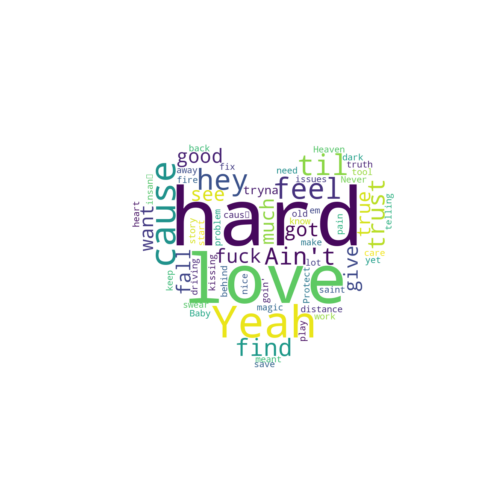 back
Heaven
good
til
dark
fix
truth
away
hey
need
issues
tool
fire
feel
Never
cause
see
tryna
trust
hard
true
want
much
old
em
pain
heart
story
stars
problem
know
got
telling
fall
fuck
Ain't
make
give
care
driving
kissing
lot
yet
keep
behind
nice
love
goin'
Protect
saint
swear
magic
distance
Baby
Yeah
play
work
find
meant
save